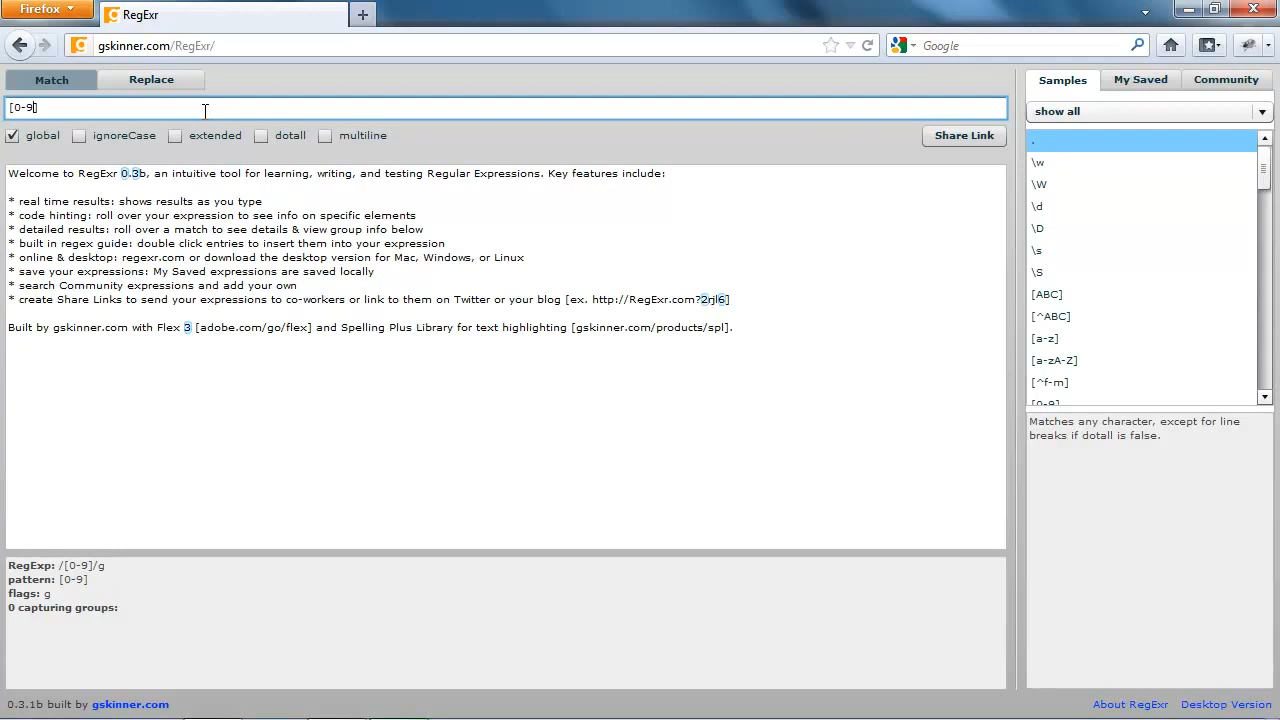 Firefox
RegExr
gskinner.com/RegExr/
Google
Match
Replace
[0-9]
global
ignoreCase
extended
dotall
multiline
Share Link
Welcome to RegExr 0.3b, an intuitive tool for learning, writing, and testing Regular Expressions. Key features include:
* real time results: shows results as you type
* code hinting: roll over your expression to see info on specific elements
* detailed results: roll over a match to see details & view group info below
* built in regex guide: double click entries to insert them into your expression
* online & desktop: regexr.com or download the desktop version for Mac, Windows, or Linux
* save your expressions: My Saved expressions are saved locally
* search Community expressions and add your own
* create Share Links to send your expressions to co-workers or link to them on Twitter or your blog [ex. http://RegExr.com?2rjl6]
Built by gskinner.com with Flex 3 [adobe.com/go/flex] and Spelling Plus Library for text highlighting [gskinner.com/products/spl].
RegExp: /[0-9]/g
pattern: [0-9]
flags: g
0 capturing groups:
Samples
My Saved
Community
show all
.
\w
\W
\d
\D
\s
\S
[ABC]
[^ABC]
[a-z]
[a-zA-Z]
[^f-m]
[0-9]
Matches any character, except for line
breaks if dotall is false.
0.3.1b built by gskinner.com
About RegExr
Desktop Version